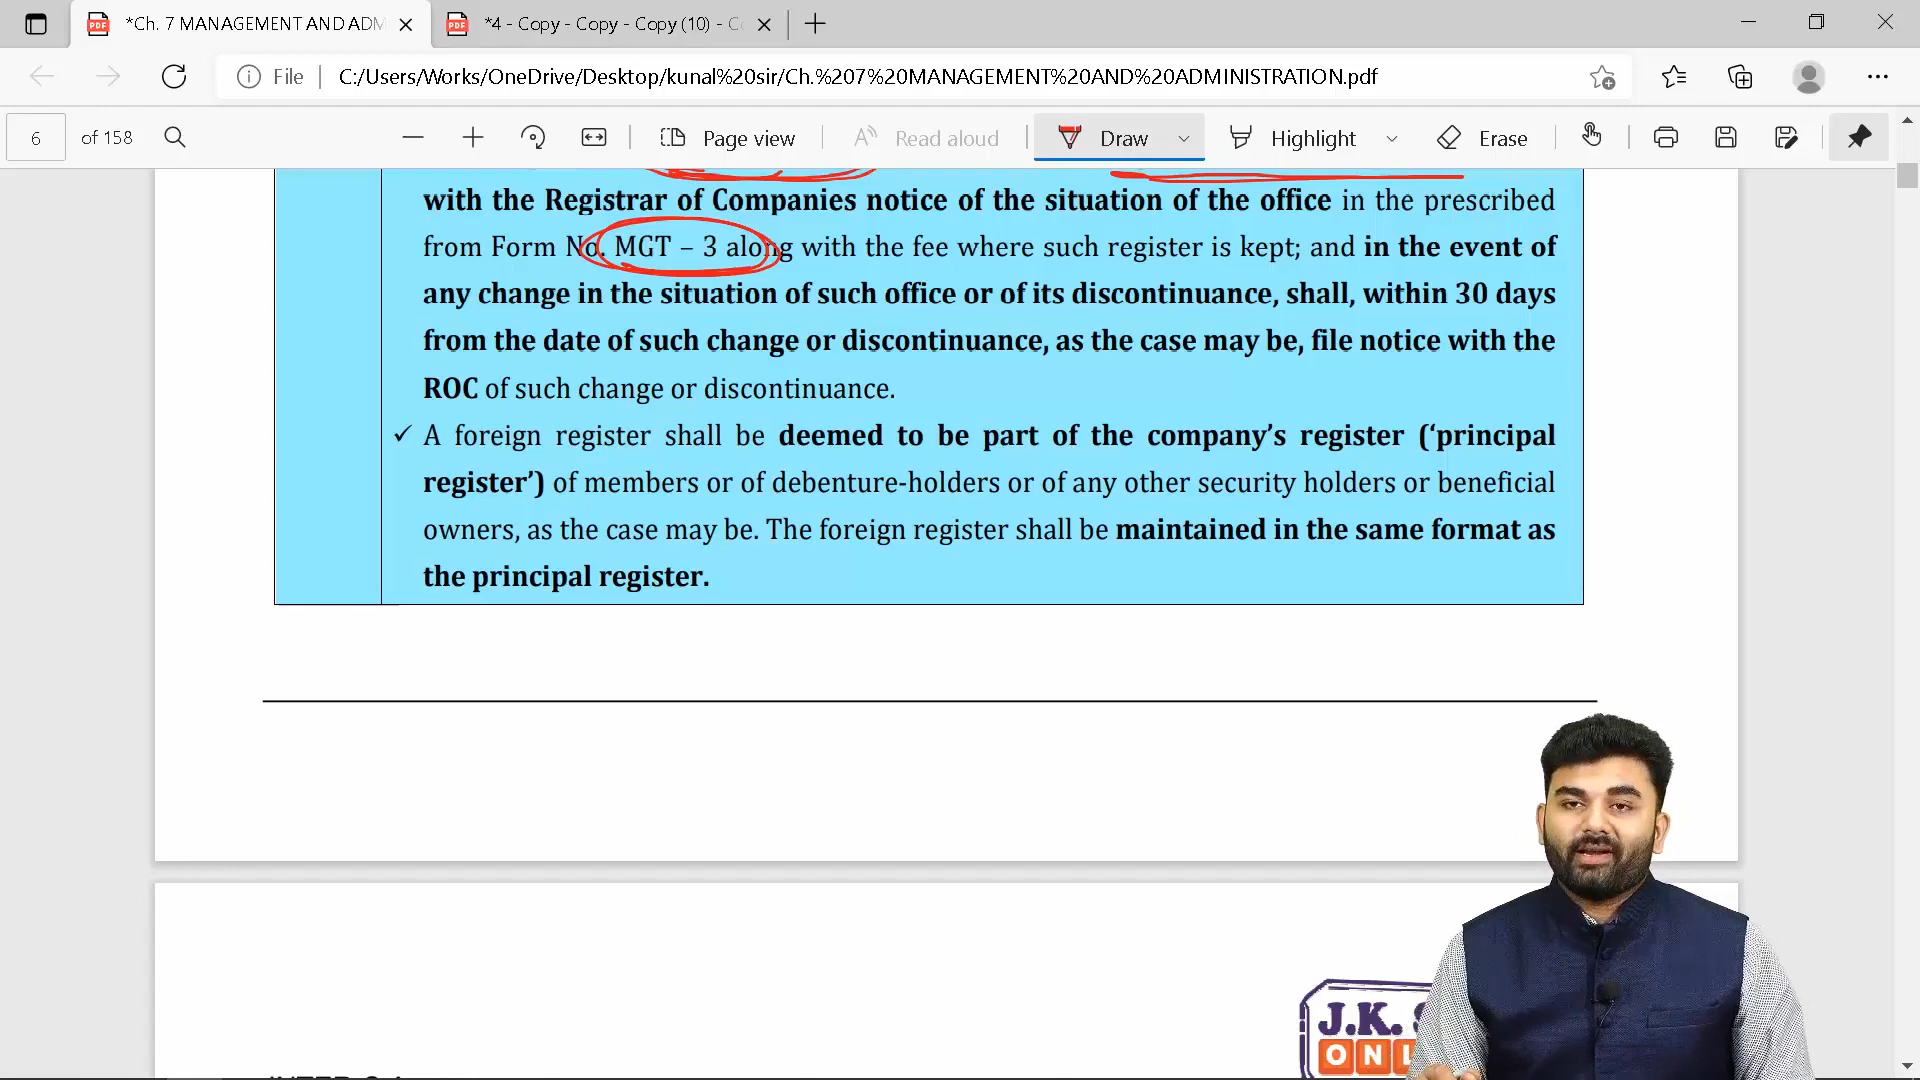 *Ch. 7 MANAGEMENT AND ADM
*4 - Copy - Copy - Copy (10) - Co
File
C:/Users/Works/OneDrive/Desktop/kunal%20sir/Ch.%207%20MANAGEMENT%20AND%20ADMINISTRATION.pdf
6 of 158
Page view
Read aloud
Draw
Highlight
Erase
with the Registrar of Companies notice of the situation of the office in the prescribed
from Form No. MGT – 3 along with the fee where such register is kept; and in the event of
any change in the situation of such office or of its discontinuance, shall, within 30 days
from the date of such change or discontinuance, as the case may be, file notice with the
ROC of such change or discontinuance.
✓ A foreign register shall be deemed to be part of the company’s register (‘principal
register’) of members or of debenture-holders or of any other security holders or beneficial
owners, as the case may be. The foreign register shall be maintained in the same format as
the principal register.
J.K. S
ONL